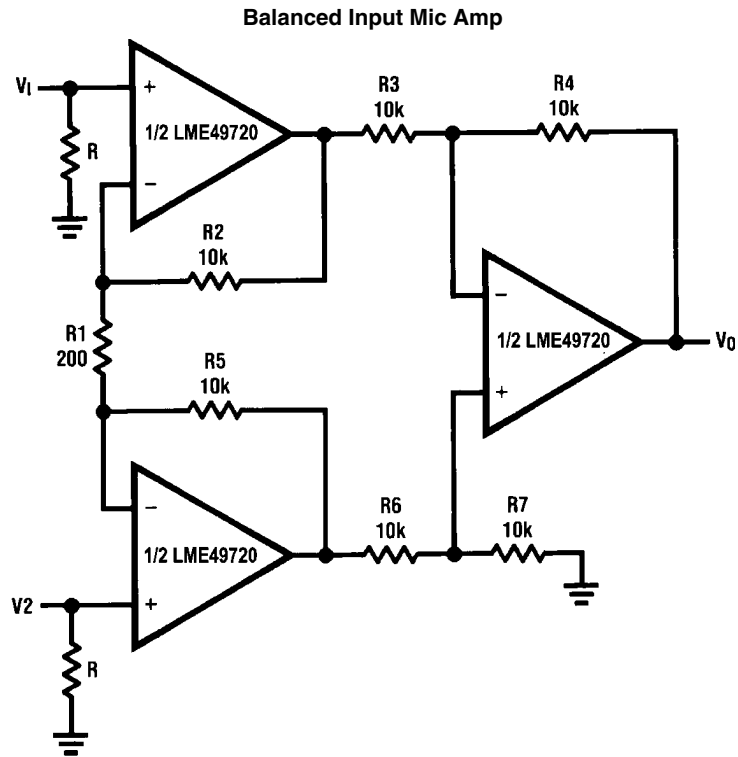 Balanced Input Mic Amp
VI
+
1/2 LME49720
−
R
R3
10k
R4
10k
R2
10k
R1
200
R5
10k
−
1/2 LME49720
+
VO
−
1/2 LME49720
+
R6
10k
R7
10k
V2
R